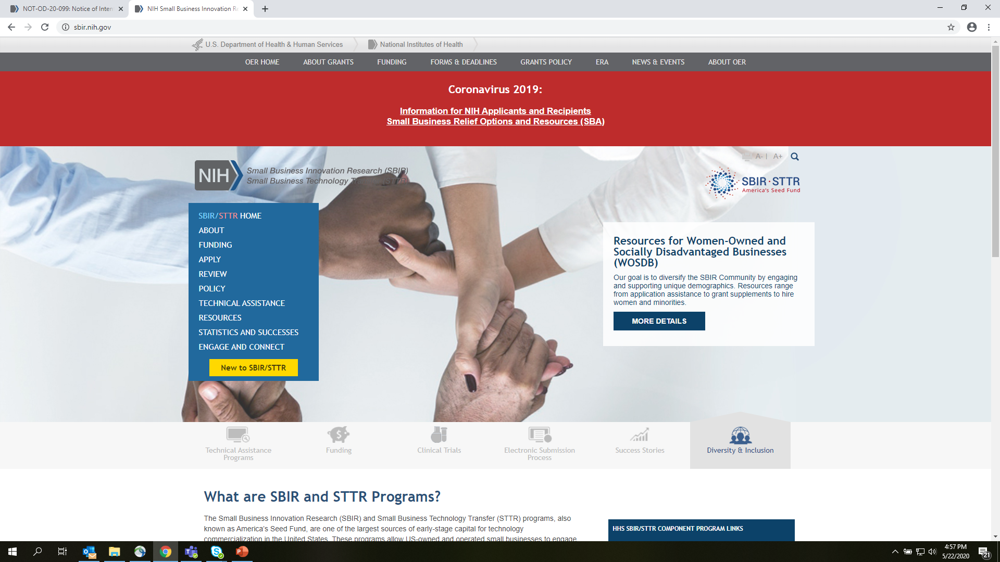 NOT-OD-20-099: Notice of Inten
NIH Small Business Innovation Re
sbir.nih.gov
U.S. Department of Health & Human Services
National Institutes of Health
OER HOME
ABOUT GRANTS
FUNDING
FORMS & DEADLINES
GRANTS POLICY
ERA
NEWS & EVENTS
ABOUT OER
Coronavirus 2019:
Information for NIH Applicants and Recipients
Small Business Relief Options and Resources (SBA)
A- | A+
NIH
Small Business Innovation Research (SBIR)
Small Business Technology Transfer (STTR)
SBIR·STTR
America's Seed Fund
SBIR/STTR HOME
ABOUT
FUNDING
APPLY
REVIEW
POLICY
TECHNICAL ASSISTANCE
RESOURCES
STATISTICS AND SUCCESSES
ENGAGE AND CONNECT
New to SBIR/STTR
Resources for Women-Owned and
Socially Disadvantaged Businesses
(WOSDB)
Our goal is to diversify the SBIR Community by engaging
and supporting unique demographics. Resources range
from application assistance to grant supplements to hire
women and minorities.
MORE DETAILS
Technical Assistance
Programs
Funding
Clinical Trials
Electronic Submission
Process
Success Stories
Diversity & Inclusion
What are SBIR and STTR Programs?
The Small Business Innovation Research (SBIR) and Small Business Technology Transfer (STTR) programs, also
known as America's Seed Fund, are one of the largest sources of early-stage capital for technology
commercialization in the United States. These programs allow US-owned and operated small businesses to engage
HHS SBIR/STTR COMPONENT PROGRAM LINKS
4:57 PM
5/22/2020
21